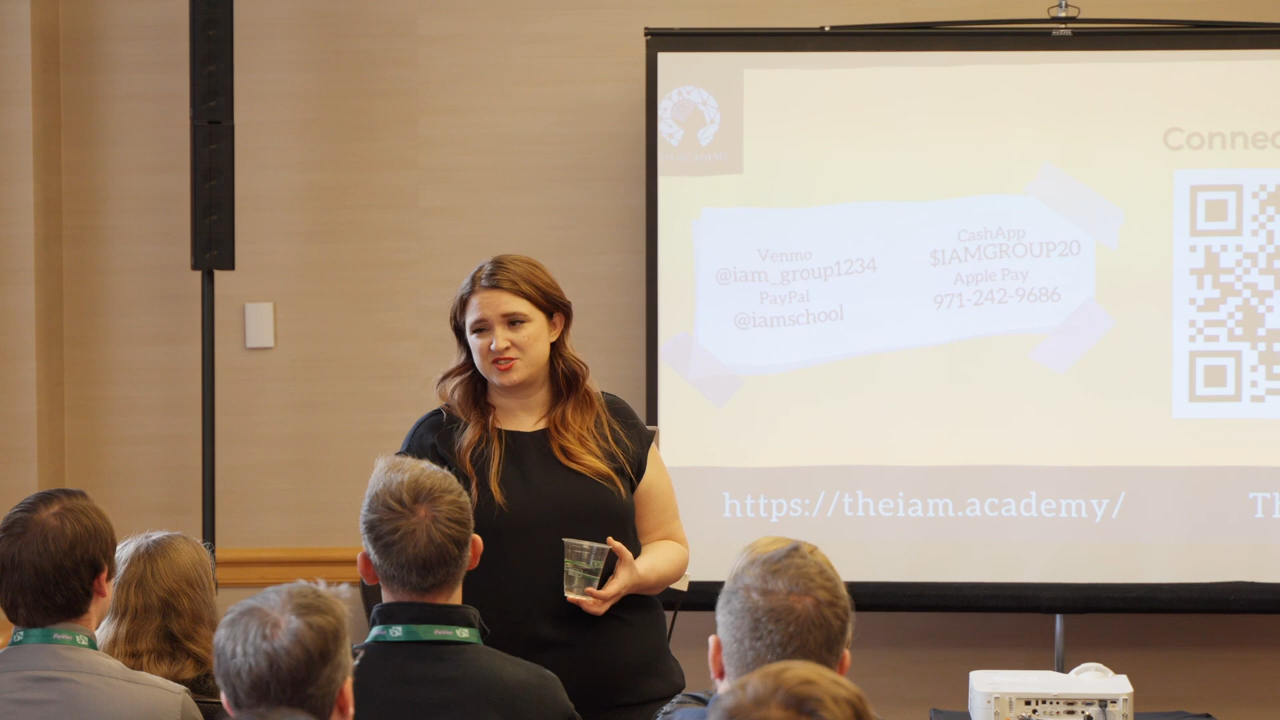 Connec
Venmo
@iam_group1234
PayPal
@iamschool
CashApp
$IAMGROUP20
Apple Pay
971-242-9686
https://theiam.academy/
Th